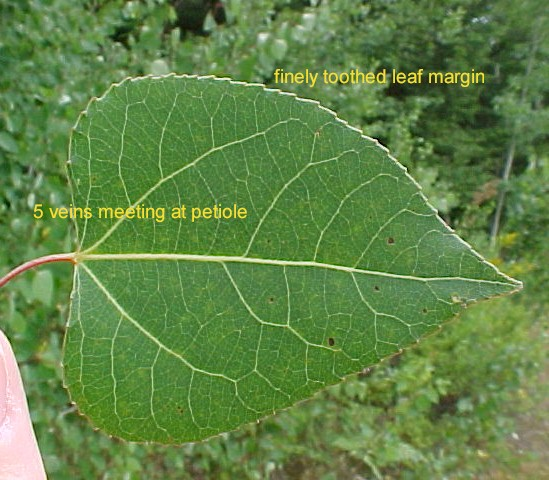 finely toothed leaf margin
5 veins meeting at petiole